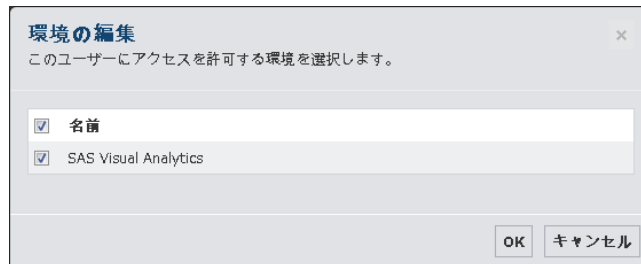 環境の編集
このユーザーにアクセスを許可する環境を選択します。
名前
SAS Visual Analytics
OK キャンセル